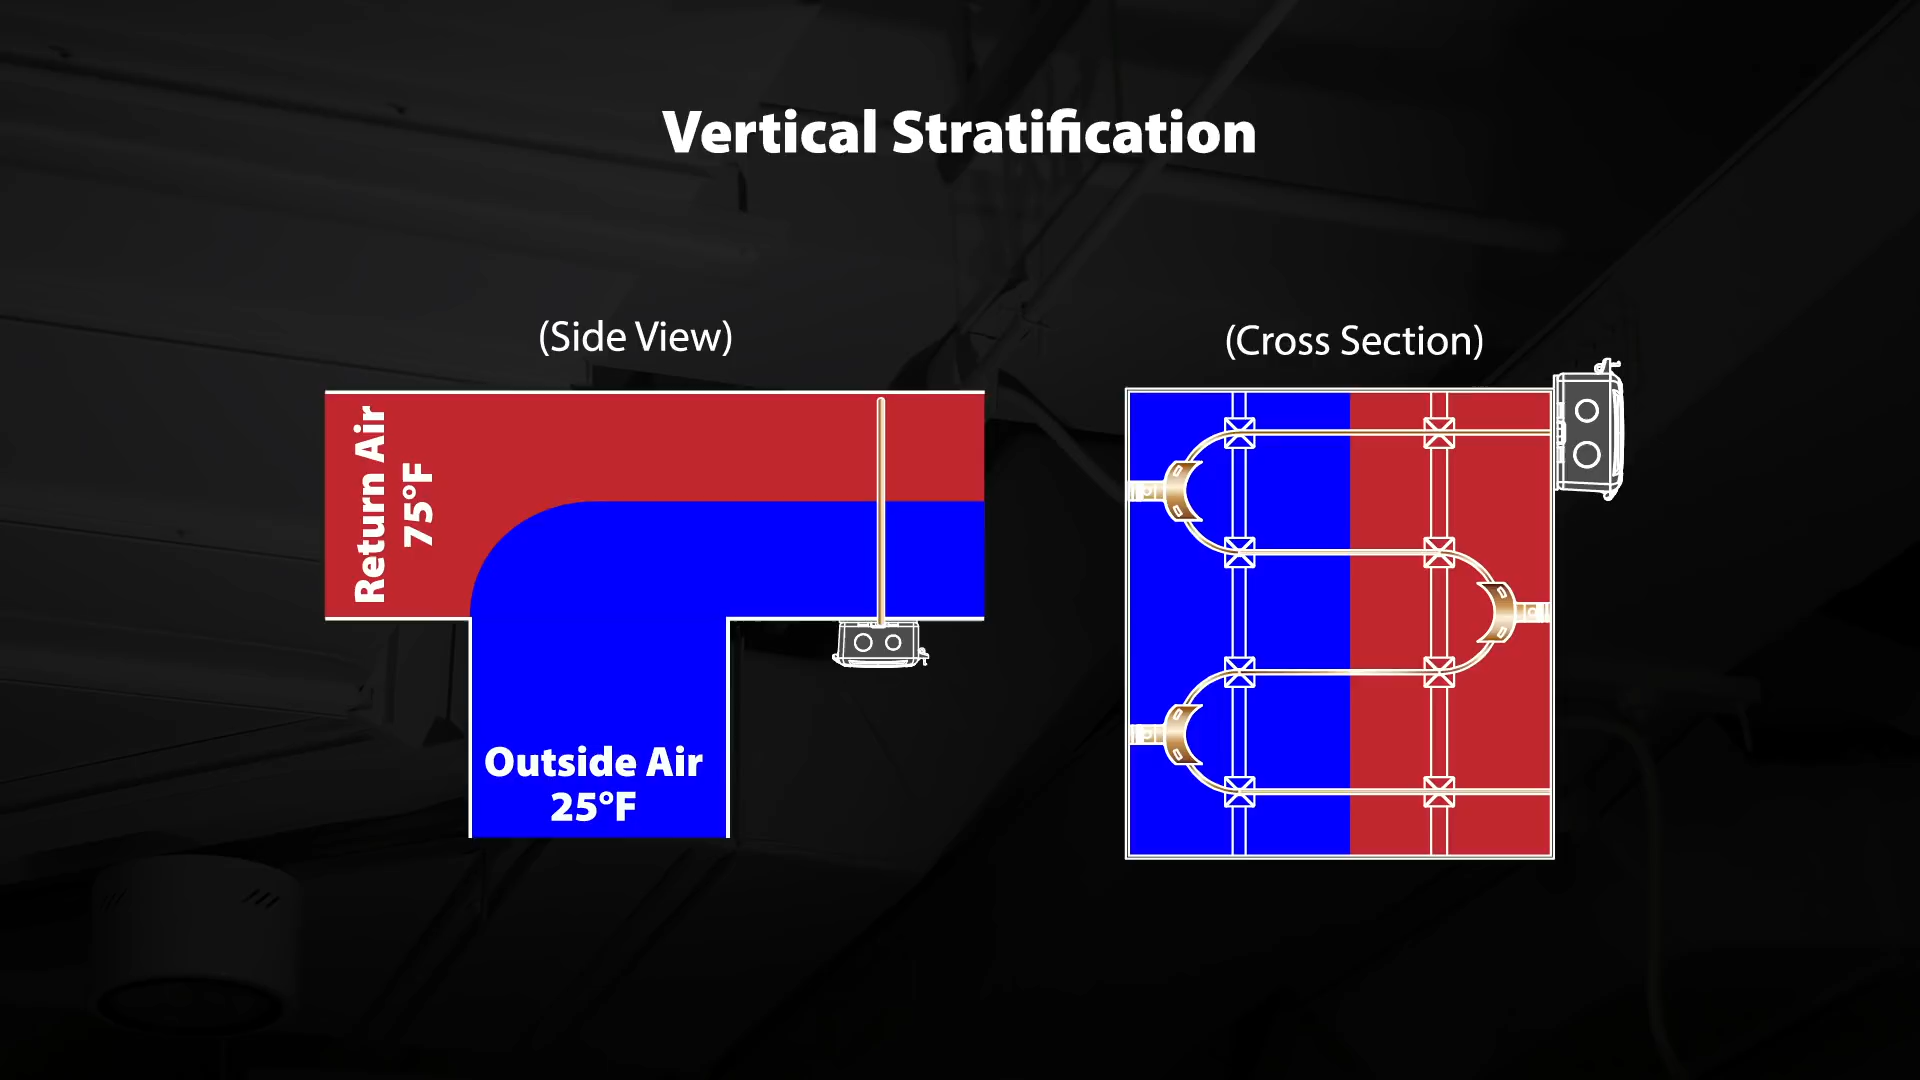 Vertical Stratification
(Side View)
Return Air
75°F
Outside Air
25°F
(Cross Section)